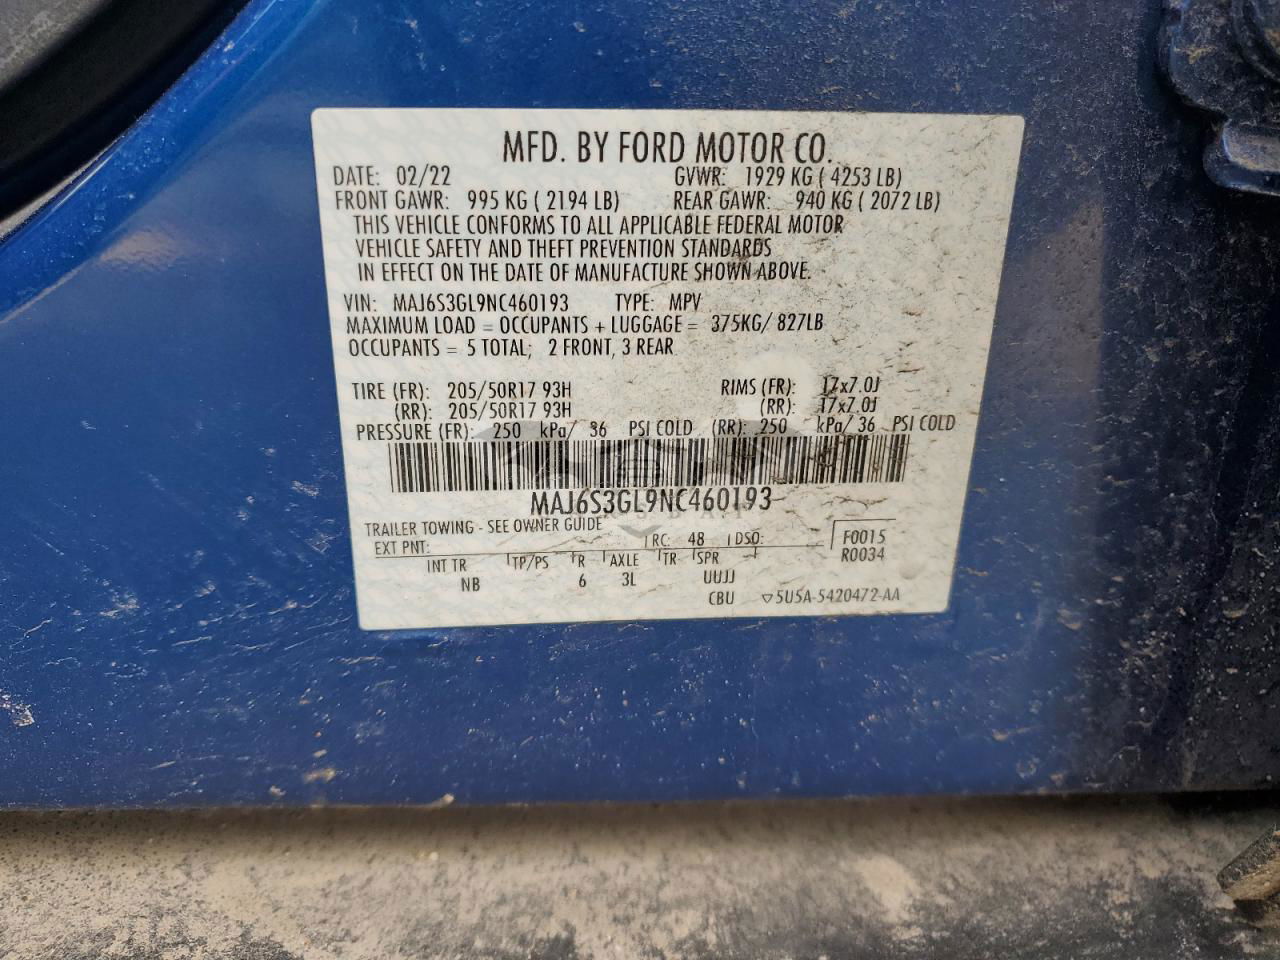 MFD. BY FORD MOTOR CO.
DATE: 02/22 GVWR: 1929 KG ( 4253 LB)
FRONT GAWR: 995 KG ( 2194 LB) REAR GAWR: 940 KG ( 2072 LB)
THIS VEHICLE CONFORMS TO ALL APPLICABLE FEDERAL MOTOR
VEHICLE SAFETY AND THEFT PREVENTION STANDARDS
IN EFFECT ON THE DATE OF MANUFACTURE SHOWN ABOVE.
VIN: MAJ6S3GL9NC460193 TYPE: MPV
MAXIMUM LOAD = OCCUPANTS + LUGGAGE = 375KG/ 827LB
OCCUPANTS = 5 TOTAL; 2 FRONT, 3 REAR
TIRE (FR): 205/50R17 93H RIMS (FR): 17x7.0J
(RR): 205/50R17 93H (RR): 17x7.0J
PRESSURE (FR): 250 kPa/ 36 PSI COLD (RR): 250 kPa/ 36 PSI COLD
MAJ6S3GL9NC460193
TRAILER TOWING - SEE OWNER GUIDE
EXT PNT: RC: 48 DSO: F0015
R0034
INT TR TP/PS R AXLE TR SPR
NB 6 3L UUJJ
CBU ▽5U5A-5420472-AA